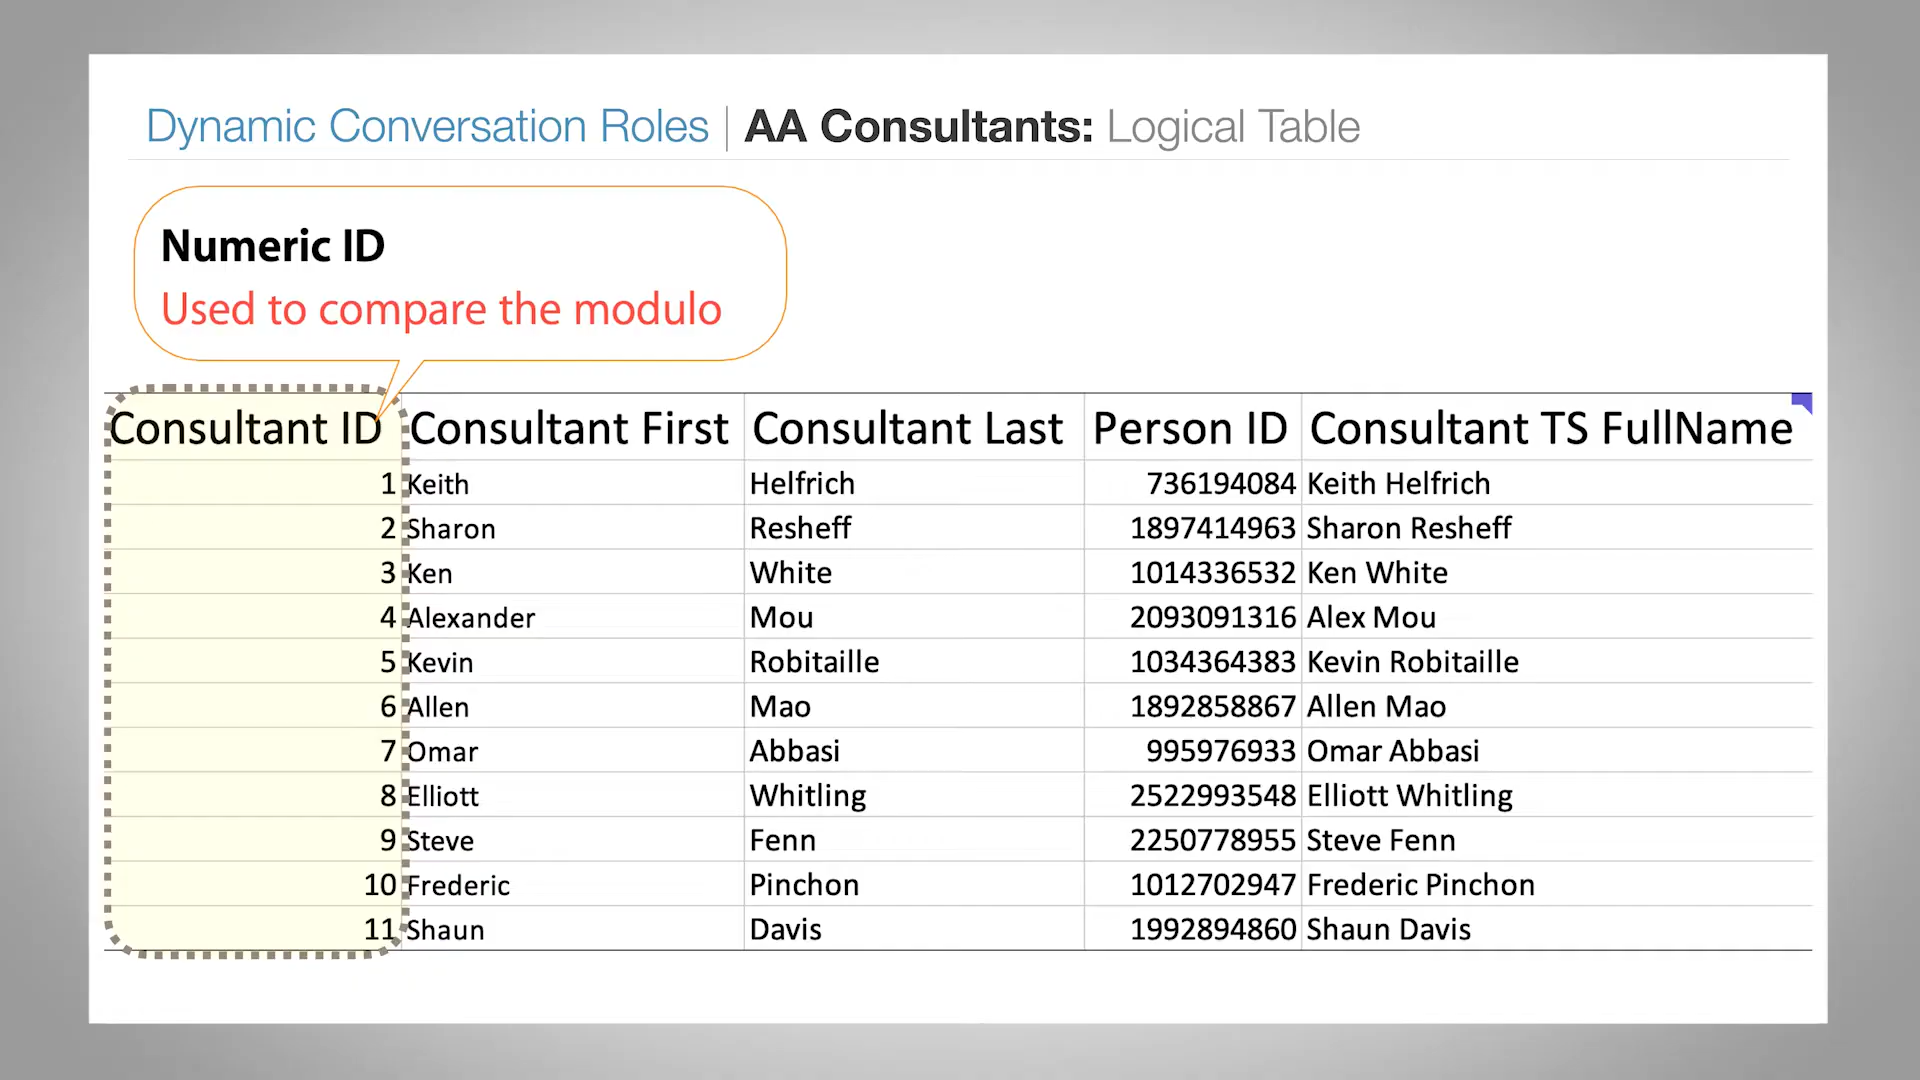 Dynamic Conversation Roles | AA Consultants: Logical Table
Numeric ID
Used to compare the modulo
Consultant ID Consultant First Consultant Last Person ID Consultant TS FullName
1 Keith Helfrich 736194084 Keith Helfrich
2 Sharon Resheff 1897414963 Sharon Resheff
3 Ken White 1014336532 Ken White
4 Alexander Mou 2093091316 Alex Mou
5 Kevin Robitaille 1034364383 Kevin Robitaille
6 Allen Mao 1892858867 Allen Mao
7 Omar Abbasi 995976933 Omar Abbasi
8 Elliott Whitling 2522993548 Elliott Whitling
9 Steve Fenn 2250778955 Steve Fenn
10 Frederic Pinchon 1012702947 Frederic Pinchon
11 Shaun Davis 1992894860 Shaun Davis